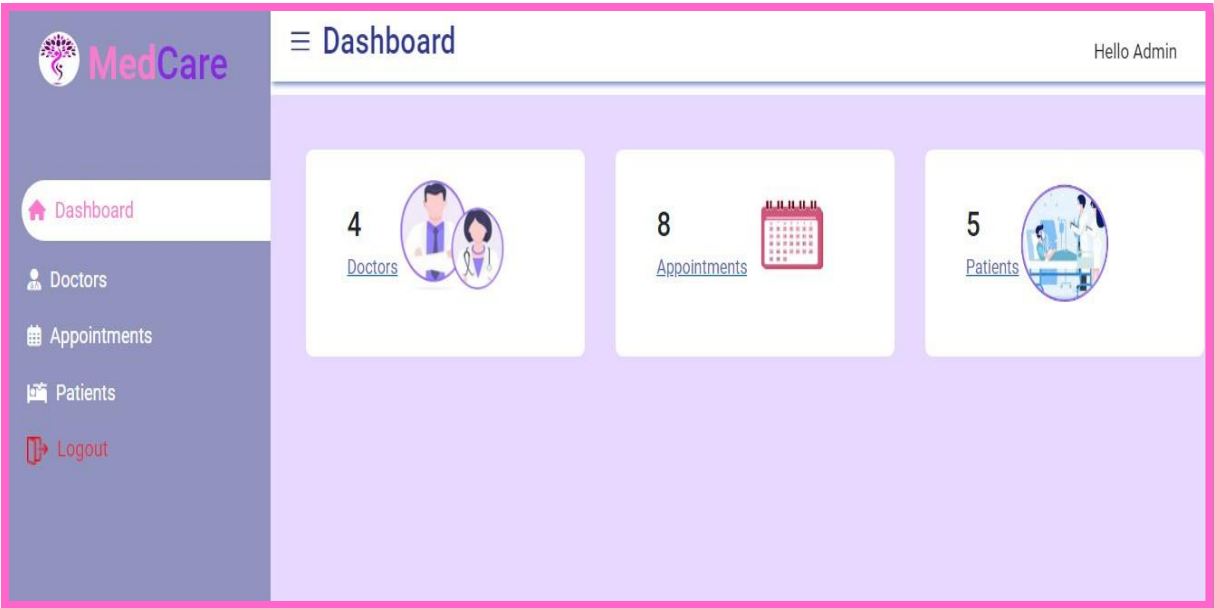 MedCare
Dashboard
Doctors
Appointments
Patients
Logout
Dashboard
Hello Admin
4
Doctors
8
Appointments
5
Patients